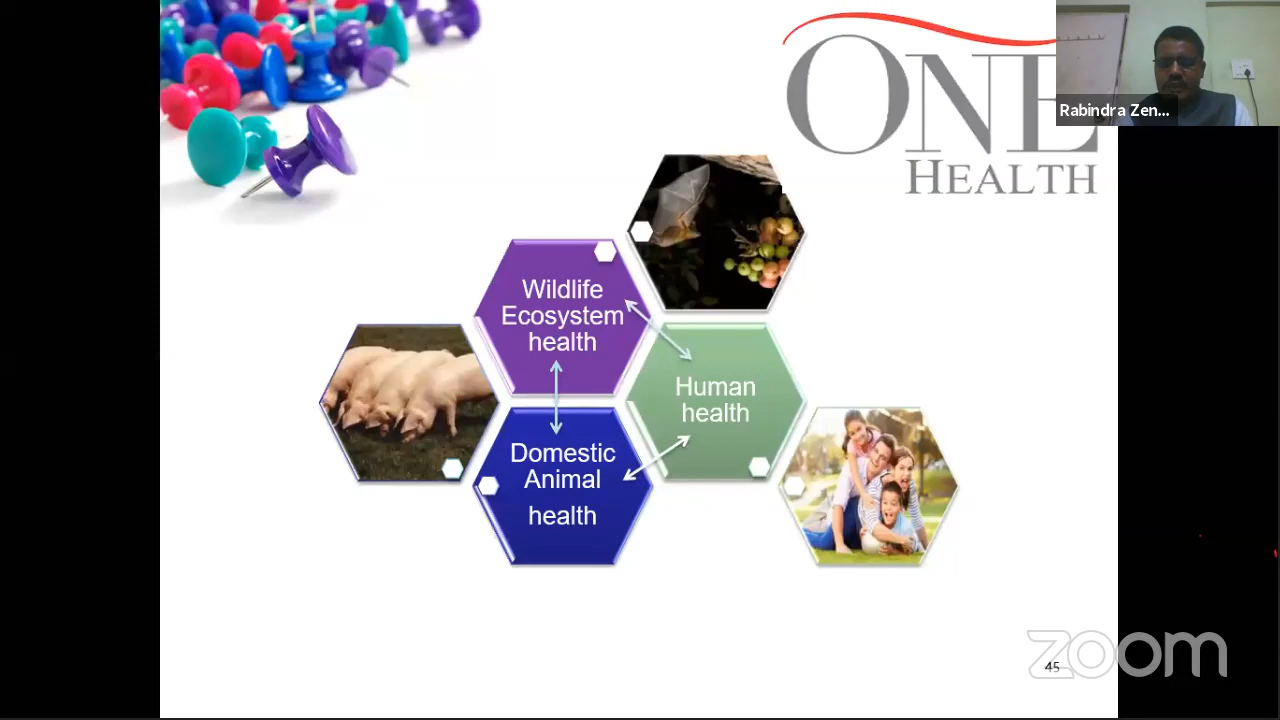 ONE
HEALTH
Rabindra Zen...
Wildlife
Ecosystem
health
Human
health
Domestic
Animal
health
zoom
45